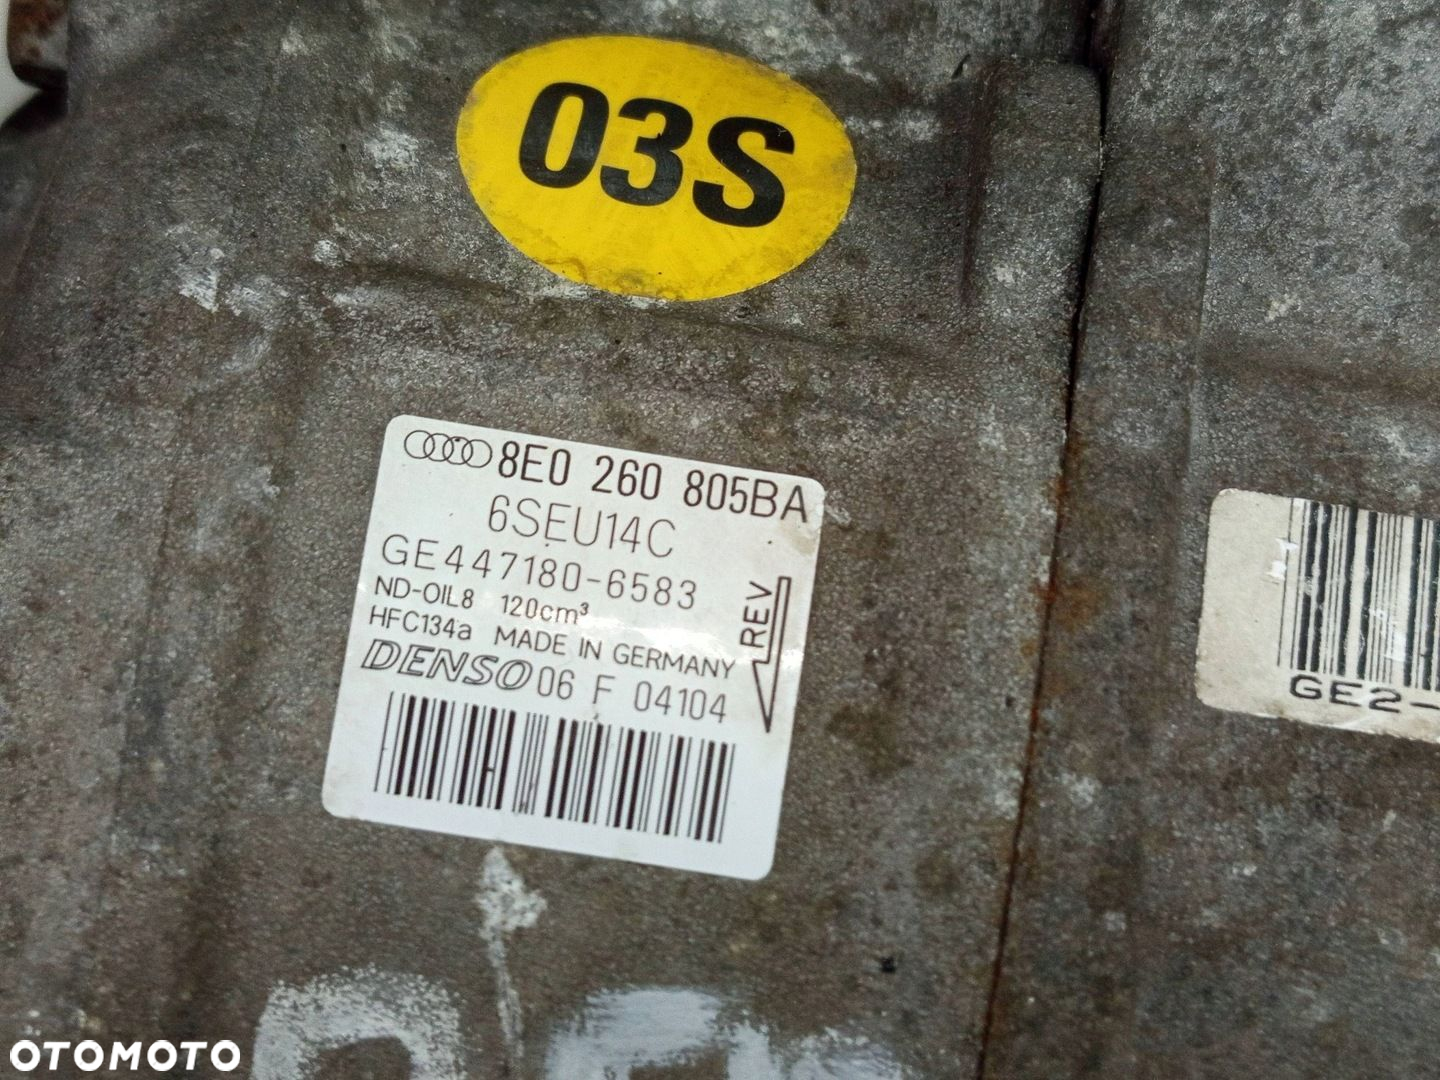 03S
8E0 260 805BA
6SEU14C
GE447180-6583
ND-OIL8 120cm³
HFC134a MADE IN GERMANY
DENSO 06 F 04104
REV
GE2-
OTOMOTO